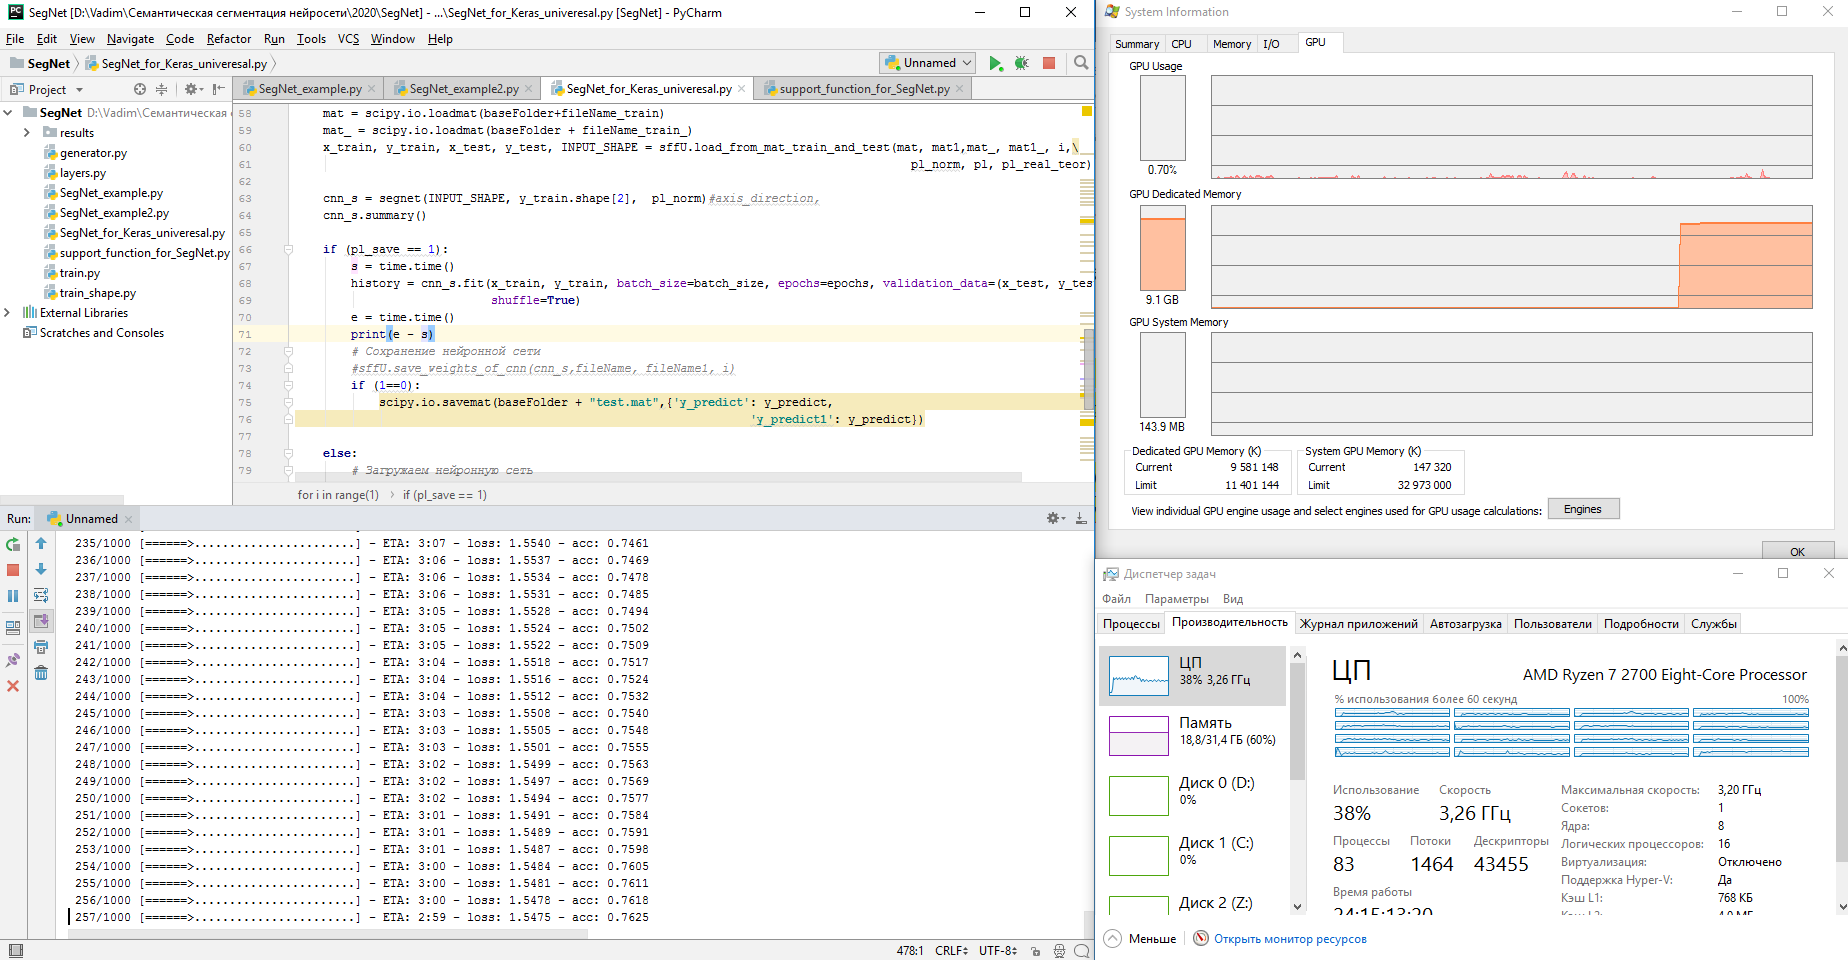 SegNet [D:\Vadim\Семантическая сегментация нейросети\2020\SegNet] - ...\SegNet_for_Keras_univeresal.py [SegNet] - PyCharm
File Edit View Navigate Code Refactor Run Tools VCS Window Help
SegNet SegNet_for_Keras_univeresal.py
Unnamed
Project
SegNet_example.py SegNet_example2.py SegNet_for_Keras_univeresal.py support_function_for_SegNet.py
SegNet D:\Vadim\Семантическая
results
generator.py
layers.py
SegNet_example.py
SegNet_example2.py
SegNet_for_Keras_univeresal.py
support_function_for_SegNet.py
train.py
train_shape.py
External Libraries
Scratches and Consoles
58 mat = scipy.io.loadmat(baseFolder+fileName_train)
59 mat_ = scipy.io.loadmat(baseFolder + fileName_train_)
60 x_train, y_train, x_test, y_test, INPUT_SHAPE = sffU.load_from_mat_train_and_test(mat, mat1,mat_, mat1_, i,\
61 pl_norm, pl, pl_real_teor)
62
63 cnn_s = segnet(INPUT_SHAPE, y_train.shape[2], pl_norm)#axis_direction,
64 cnn_s.summary()
65
66 if (pl_save == 1):
67 s = time.time()
68 history = cnn_s.fit(x_train, y_train, batch_size=batch_size, epochs=epochs, validation_data=(x_test, y_tes
69 shuffle=True)
70 e = time.time()
71 print(e - s)
72 # Сохранение нейронной сети
73 #sffU.save_weights_of_cnn(cnn_s,fileName, fileName1, i)
74 if (1==0):
75 scipy.io.savemat(baseFolder + "test.mat",{'y_predict': y_predict,
76 'y_predict1': y_predict})
77
78 else:
79 # Загружаем нейронную сеть
for i in range(1) › if (pl_save == 1)
Run: Unnamed
235/1000 [======>.......................] - ETA: 3:07 - loss: 1.5540 - acc: 0.7461
236/1000 [======>.......................] - ETA: 3:06 - loss: 1.5537 - acc: 0.7469
237/1000 [======>.......................] - ETA: 3:06 - loss: 1.5534 - acc: 0.7478
238/1000 [======>.......................] - ETA: 3:06 - loss: 1.5531 - acc: 0.7485
239/1000 [======>.......................] - ETA: 3:05 - loss: 1.5528 - acc: 0.7494
240/1000 [======>.......................] - ETA: 3:05 - loss: 1.5524 - acc: 0.7502
241/1000 [======>.......................] - ETA: 3:05 - loss: 1.5522 - acc: 0.7509
242/1000 [======>.......................] - ETA: 3:04 - loss: 1.5518 - acc: 0.7517
243/1000 [======>.......................] - ETA: 3:04 - loss: 1.5516 - acc: 0.7524
244/1000 [======>.......................] - ETA: 3:04 - loss: 1.5512 - acc: 0.7532
245/1000 [======>.......................] - ETA: 3:03 - loss: 1.5508 - acc: 0.7540
246/1000 [======>.......................] - ETA: 3:03 - loss: 1.5505 - acc: 0.7548
247/1000 [======>.......................] - ETA: 3:03 - loss: 1.5501 - acc: 0.7555
248/1000 [======>.......................] - ETA: 3:02 - loss: 1.5499 - acc: 0.7563
249/1000 [======>.......................] - ETA: 3:02 - loss: 1.5497 - acc: 0.7569
250/1000 [======>.......................] - ETA: 3:02 - loss: 1.5494 - acc: 0.7577
251/1000 [======>.......................] - ETA: 3:01 - loss: 1.5491 - acc: 0.7584
252/1000 [======>.......................] - ETA: 3:01 - loss: 1.5489 - acc: 0.7591
253/1000 [======>.......................] - ETA: 3:01 - loss: 1.5487 - acc: 0.7598
254/1000 [======>.......................] - ETA: 3:00 - loss: 1.5484 - acc: 0.7605
255/1000 [======>.......................] - ETA: 3:00 - loss: 1.5481 - acc: 0.7611
256/1000 [======>.......................] - ETA: 3:00 - loss: 1.5478 - acc: 0.7618
257/1000 [======>.......................] - ETA: 2:59 - loss: 1.5475 - acc: 0.7625
478:1 CRLF UTF-8
System Information
Summary CPU Memory I/O GPU
GPU Usage
0.70%
GPU Dedicated Memory
9.1 GB
GPU System Memory
143.9 MB
Dedicated GPU Memory (K)
Current 9 581 148
Limit 11 401 144
System GPU Memory (K)
Current 147 320
Limit 32 973 000
View individual GPU engine usage and select engines used for GPU usage calculations: Engines
OK
Диспетчер задач
Файл Параметры Вид
Процессы Производительность Журнал приложений Автозагрузка Пользователи Подробности Службы
ЦП
38% 3,26 ГГц
Память
18,8/31,4 ГБ (60%)
Диск 0 (D:)
0%
Диск 1 (C:)
0%
Диск 2 (Z:)
ЦП AMD Ryzen 7 2700 Eight-Core Processor
% использования более 60 секунд 100%
Использование Скорость
38% 3,26 ГГц
Процессы Потоки Дескрипторы
83 1464 43455
Время работы
24:15:13:20
Максимальная скорость: 3,20 ГГц
Сокетов: 1
Ядра: 8
Логических процессоров: 16
Виртуализация: Отключено
Поддержка Hyper-V: Да
Кэш L1: 768 КБ
Кэш L2: 4,0 МБ
Меньше Открыть монитор ресурсов